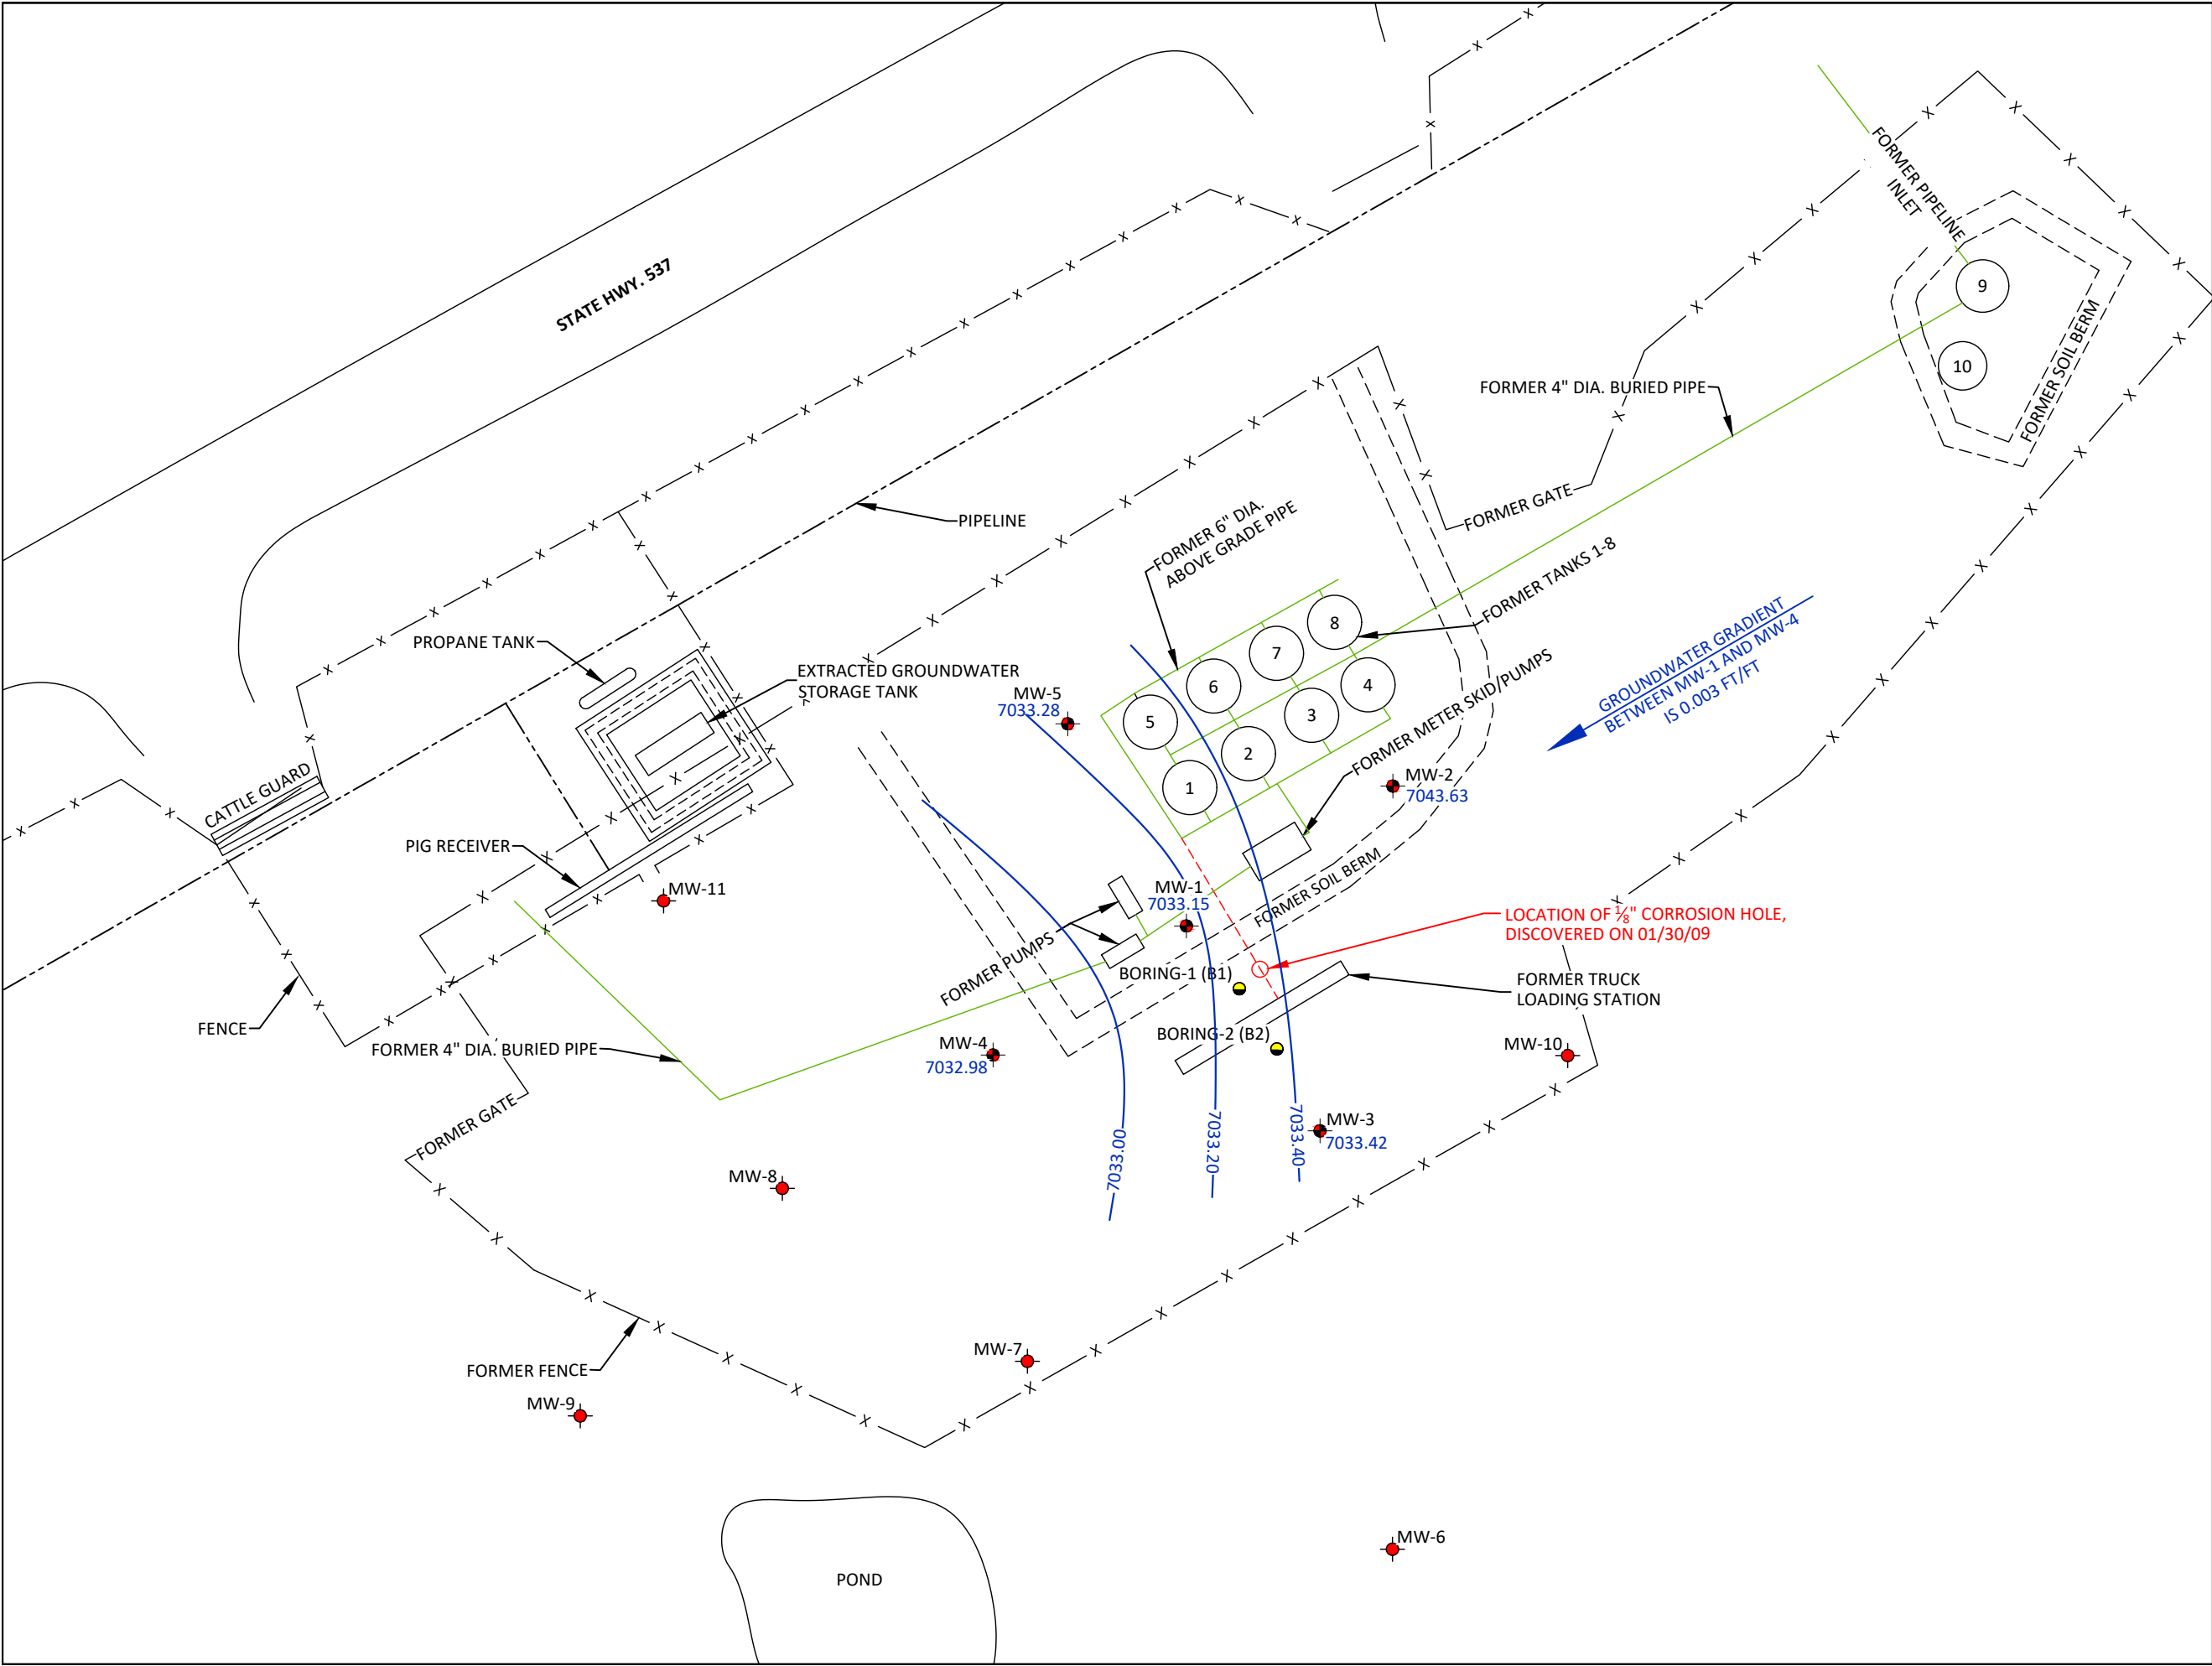 STATE HWY. 537
FORMER PIPELINE
INLET
9
10
FORMER SOIL BERM
FORMER 4" DIA. BURIED PIPE
FORMER GATE
PIPELINE
FORMER 6" DIA.
ABOVE GRADE PIPE
FORMER TANKS 1-8
8
7
6
5
4
3
2
1
GROUNDWATER GRADIENT
BETWEEN MW-1 AND MW-4
IS 0.003 FT/FT
PROPANE TANK
EXTRACTED GROUNDWATER
STORAGE TANK
MW-5
7033.28
FORMER METER SKID/PUMPS
MW-2
7043.63
CATTLE GUARD
PIG RECEIVER
MW-11
MW-1
7033.15
FORMER SOIL BERM
LOCATION OF ⅛" CORROSION HOLE,
DISCOVERED ON 01/30/09
FORMER PUMPS
BORING-1 (B1)
FORMER TRUCK
LOADING STATION
FENCE
FORMER 4" DIA. BURIED PIPE
MW-4
7032.98
BORING-2 (B2)
MW-10
FORMER GATE
7033.00
7033.20
7033.40
MW-3
7033.42
MW-8
MW-7
FORMER FENCE
MW-9
MW-6
POND